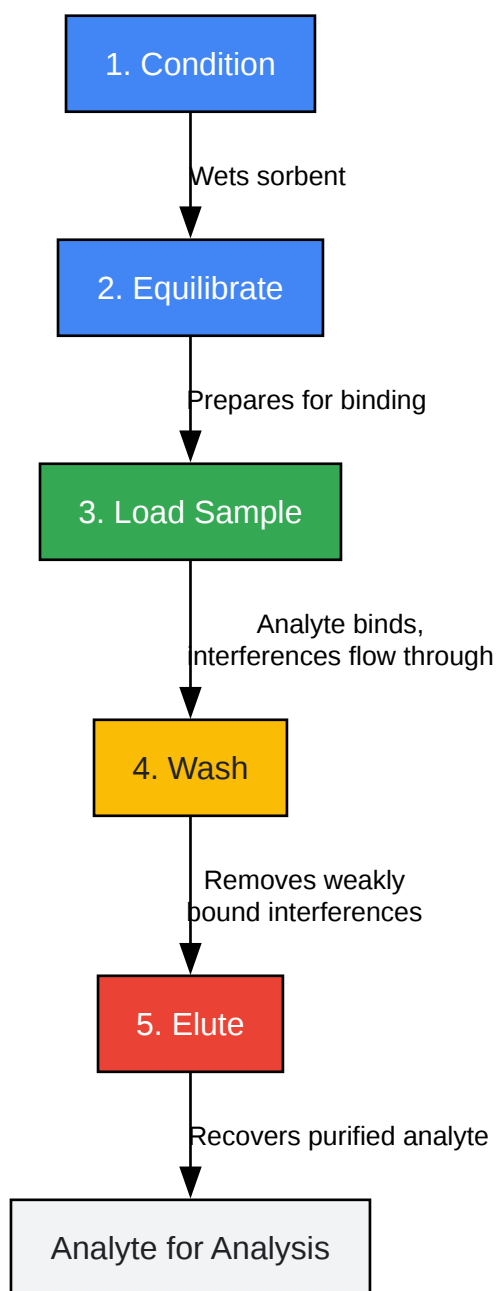 1. Condition
Wets sorbent
2. Equilibrate
Prepares for binding
3. Load Sample
Analyte binds,
interferences flow through
4. Wash
Removes weakly
bound interferences
5. Elute
Recovers purified analyte
Analyte for Analysis